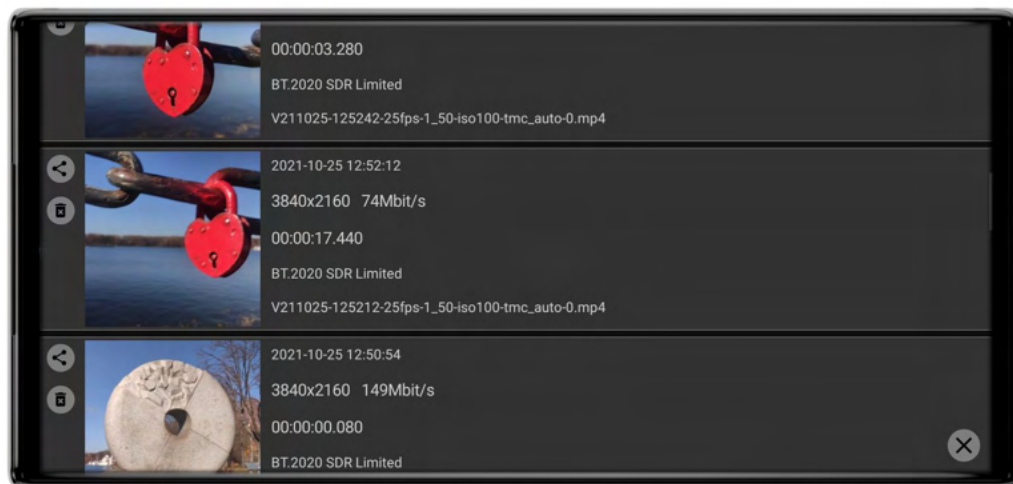 00:00:03.280
BT.2020 SDR Limited
V211025-125242-25fps-1_50-iso100-tmc_auto-0.mp4
2021-10-25 12:52:12
3840x2160 74Mbit/s
00:00:17.440
BT.2020 SDR Limited
V211025-125212-25fps-1_50-iso100-tmc_auto-0.mp4
2021-10-25 12:50:54
3840x2160 149Mbit/s
00:00:00.080
BT.2020 SDR Limited